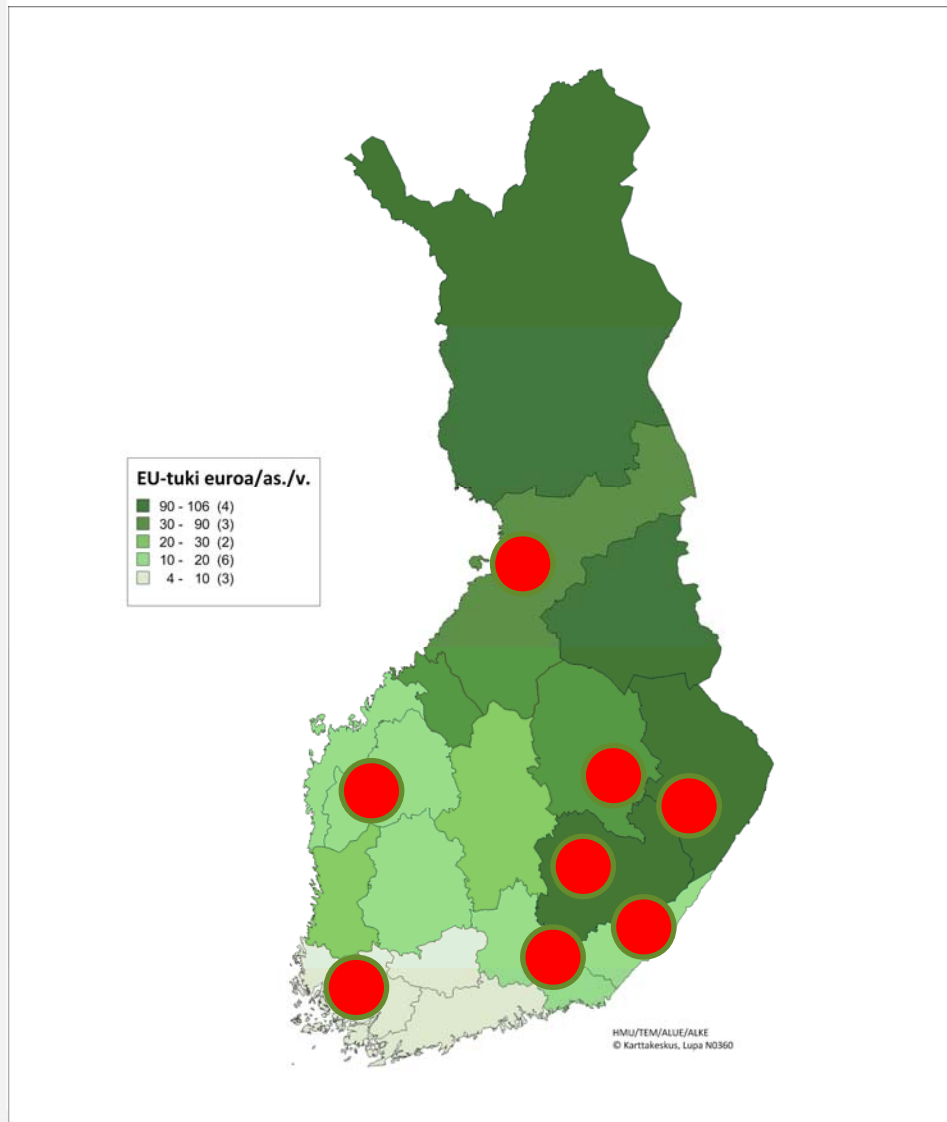 EU-tuki euroa/as./v.
90 - 106 (4)
30 - 90 (3)
20 - 30 (2)
10 - 20 (6)
4 - 10 (3)
HMU/TEM/ALUE/ALKE
© Karttakeskus, Lupa N0360